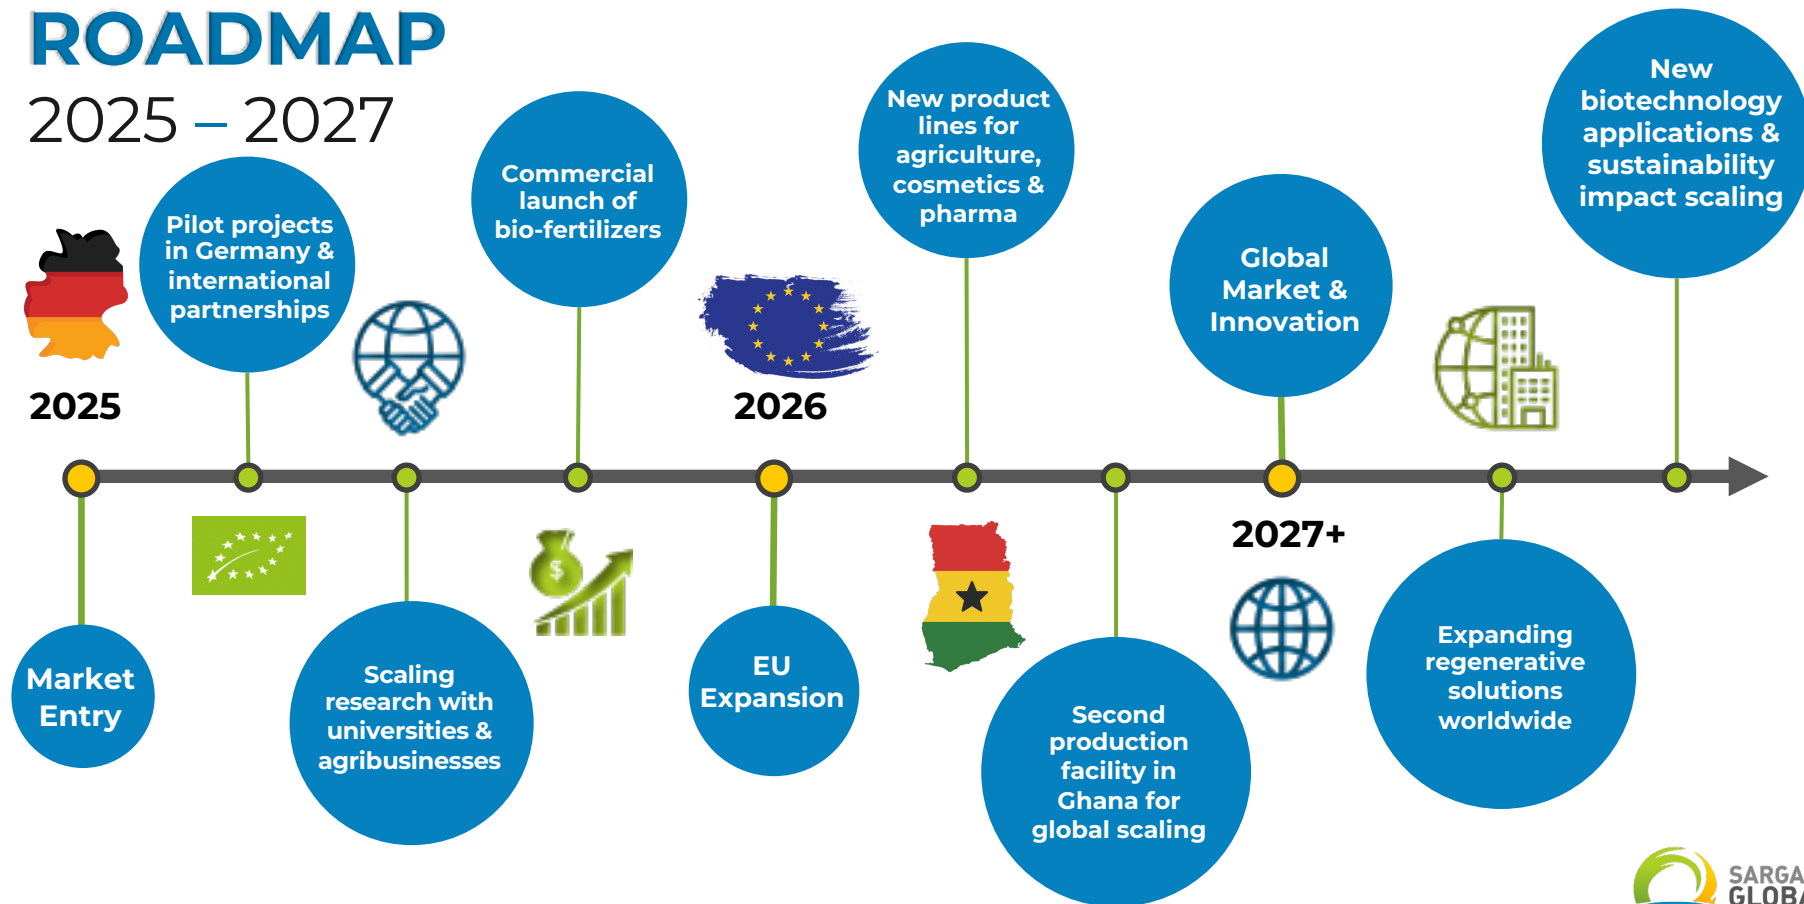 ROADMAP
2025 – 2027
2025
Market
Entry
Pilot projects
in Germany &
international
partnerships
Scaling
research with
universities &
agribusinesses
Commercial
launch of
bio-fertilizers
$
2026
EU
Expansion
New product
lines for
agriculture,
cosmetics &
pharma
Second
production
facility in
Ghana for
global scaling
Global
Market &
Innovation
2027+
Expanding
regenerative
solutions
worldwide
New
biotechnology
applications &
sustainability
impact scaling